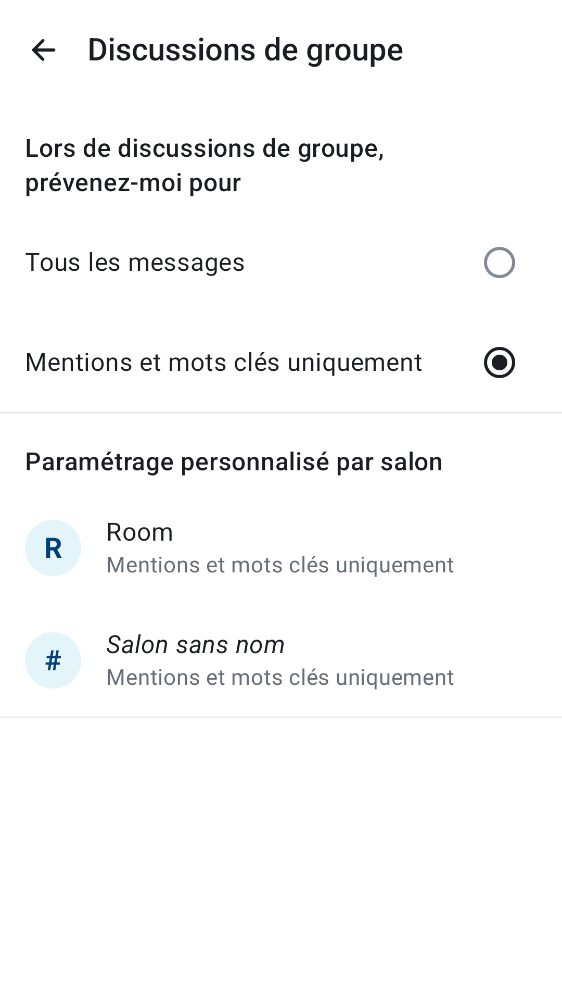 Discussions de groupe
Lors de discussions de groupe,
prévenez-moi pour
Tous les messages
Mentions et mots clés uniquement
Paramétrage personnalisé par salon
R
Room
Mentions et mots clés uniquement
#
Salon sans nom
Mentions et mots clés uniquement